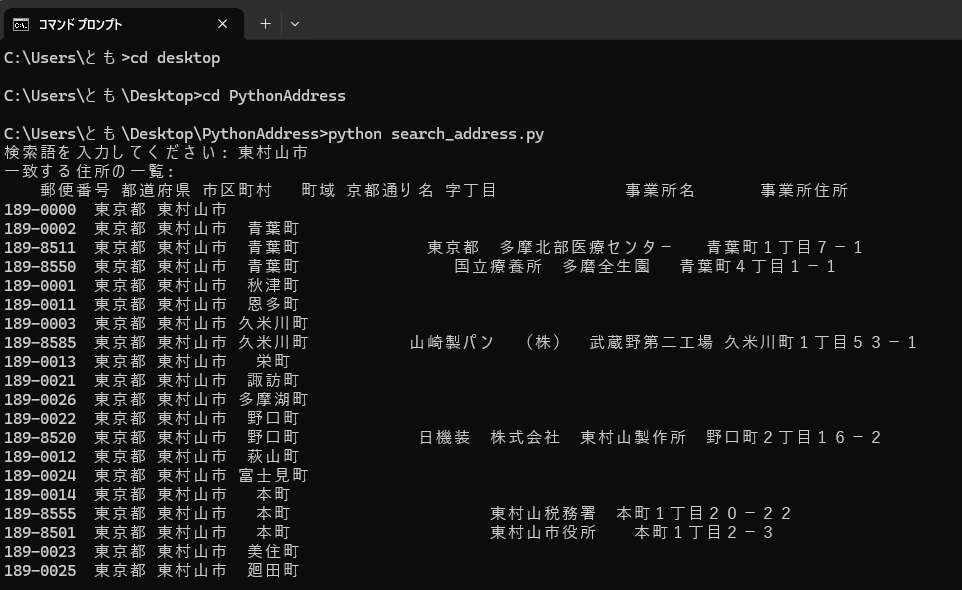 コマンド プロンプト
C:\Users\とも>cd desktop
C:\Users\とも\Desktop>cd PythonAddress
C:\Users\とも\Desktop\PythonAddress>python search_address.py
検索語を入力してください: 東村山市
一致する住所の一覧:
郵便番号 都道府県 市区町村 町域 京都通り名 字丁目 事業所名 事業所住所
189-0000 東京都 東村山市
189-0002 東京都 東村山市 青葉町
189-8511 東京都 東村山市 青葉町 東京都 多摩北部医療センター 青葉町1丁目7-1
189-8550 東京都 東村山市 青葉町 国立療養所 多磨全生園 青葉町4丁目1-1
189-0001 東京都 東村山市 秋津町
189-0011 東京都 東村山市 恩多町
189-0003 東京都 東村山市 久米川町
189-8585 東京都 東村山市 久米川町 山崎製パン (株) 武蔵野第二工場 久米川町1丁目53-1
189-0013 東京都 東村山市 栄町
189-0021 東京都 東村山市 諏訪町
189-0026 東京都 東村山市 多摩湖町
189-0022 東京都 東村山市 野口町
189-8520 東京都 東村山市 野口町 日機装 株式会社 東村山製作所 野口町2丁目16-2
189-0012 東京都 東村山市 萩山町
189-0024 東京都 東村山市 富士見町
189-0014 東京都 東村山市 本町
189-8555 東京都 東村山市 本町 東村山税務署 本町1丁目20-22
189-8501 東京都 東村山市 本町 東村山市役所 本町1丁目2-3
189-0023 東京都 東村山市 美住町
189-0025 東京都 東村山市 廻田町